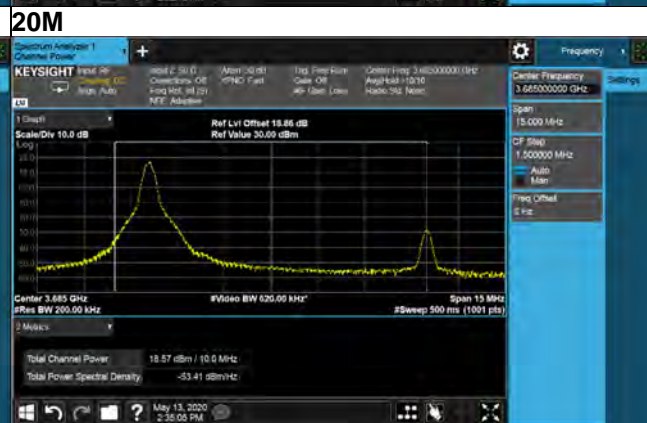 20M
Spectrum Analyzer 1
Channel Power
+
Frequency
KEYSIGHT Input: RF
Coupling: DC
Align: Auto
Input Z: 50 Ω
Corrections: Off
Freq Ref: Int (S)
NFE: Adaptive
Atten: 30 dB
Trig: Free Run
Gate: Off
#IF Gain: Low
Center Freq: 3.685000000 GHz
Avg|Hold:>10/10
Radio Std: None
Center Frequency
3.685000000 GHz
Settings
Span
15.000 MHz
CF Step
1.500000 MHz
Auto
Man
Freq Offset
0 Hz
LXI
1 Graph
Scale/Div 10.0 dB
Ref Lvl Offset 18.86 dB
Ref Value 30.00 dBm
Log
Center 3.685 GHz
#Res BW 200.00 kHz
#Video BW 620.00 kHz*
Span 15 MHz
#Sweep 500 ms (1001 pts)
2 Metrics
Total Channel Power 18.57 dBm / 10.0 MHz
Total Power Spectral Density -53.41 dBm/Hz
? May 13, 2020
2:35:05 PM